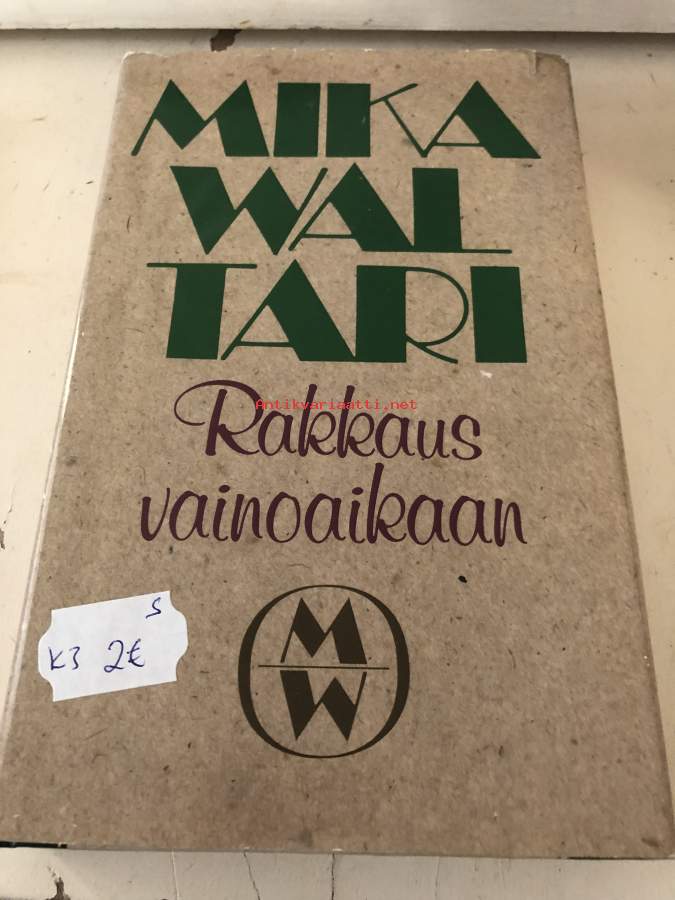 MIKA
WAL
TARI
Antikvariaatti.net
Rakkaus
vainoaikaan
S
K3 2€
M
W